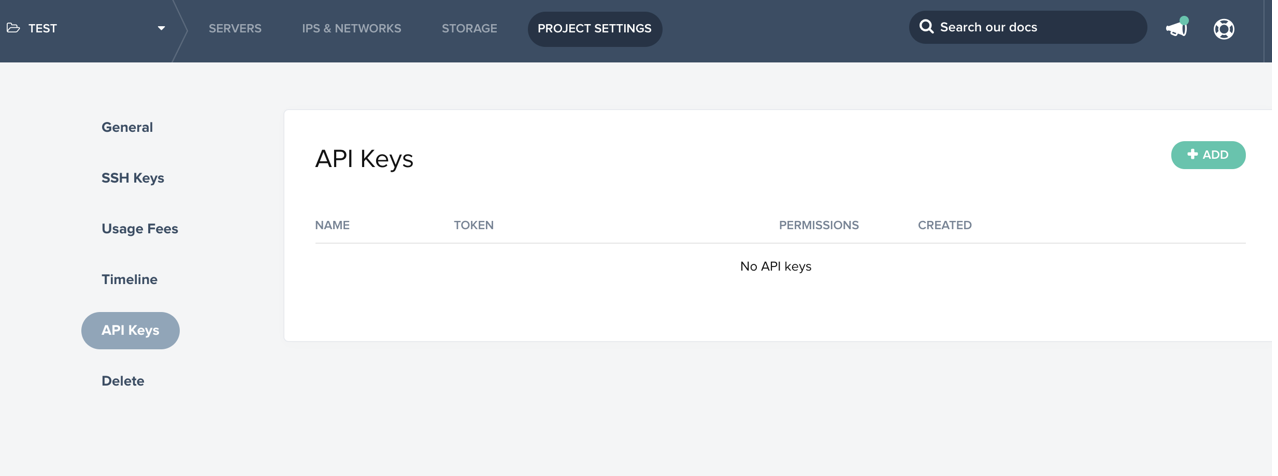 TEST
SERVERS
IPS & NETWORKS
STORAGE
PROJECT SETTINGS
Search our docs
General
SSH Keys
Usage Fees
Timeline
API Keys
Delete
API Keys
ADD
NAME
TOKEN
PERMISSIONS
CREATED
No API keys